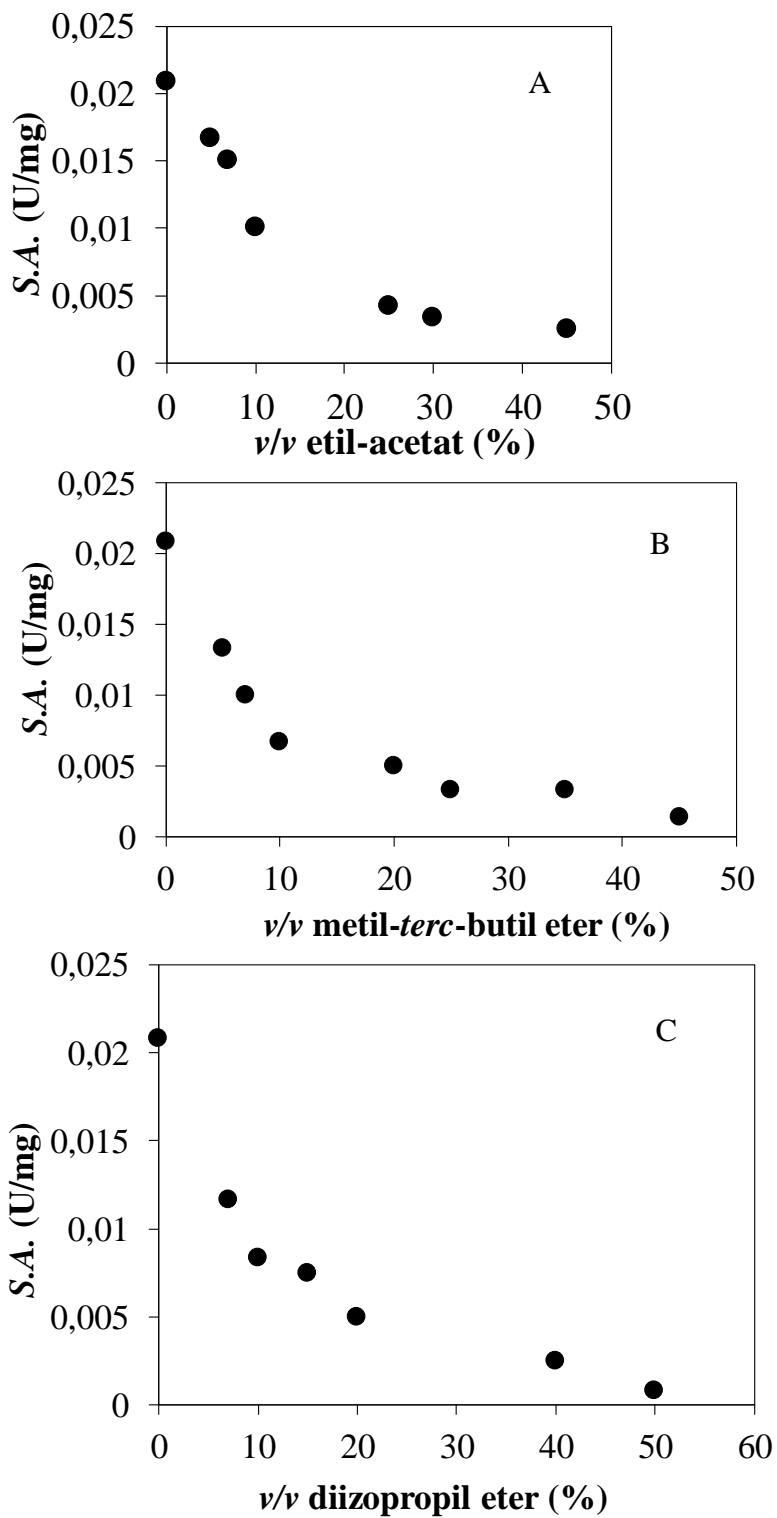 A
S.A. (U/mg)
0,025
0,02
0,015
0,01
0,005
0
0 10 20 30 40 50
v/v etil-acetat (%)
B
S.A. (U/mg)
0,025
0,02
0,015
0,01
0,005
0
0 10 20 30 40 50
v/v metil-terc-butil eter (%)
C
S.A. (U/mg)
0,025
0,02
0,015
0,01
0,005
0
0 10 20 30 40 50 60
v/v diizopropil eter (%)